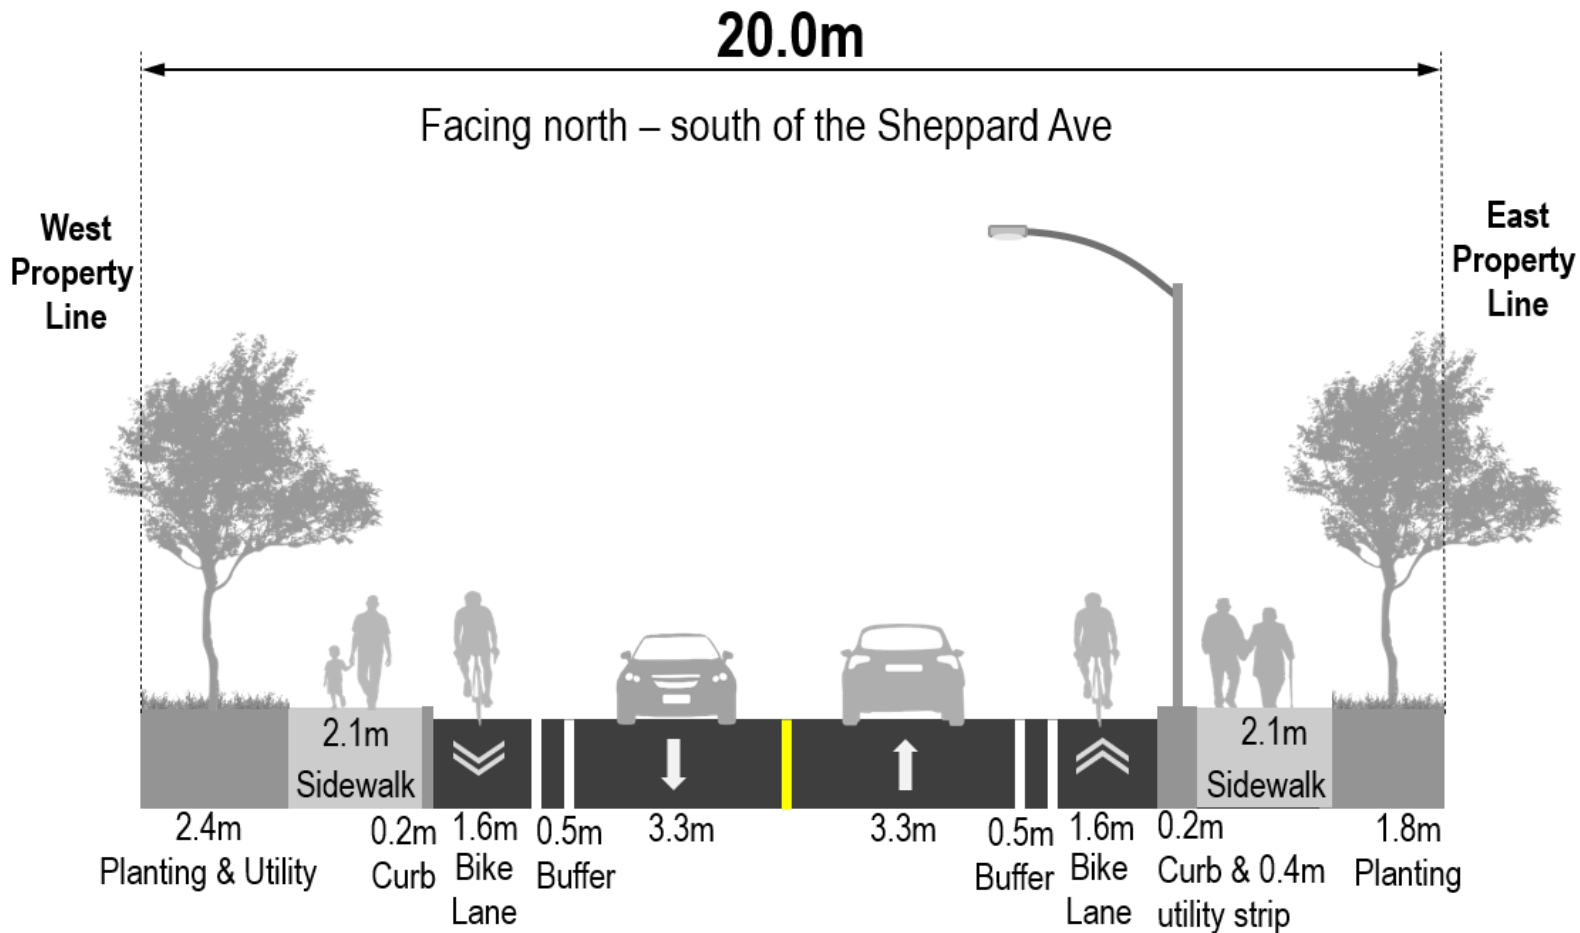 20.0m
Facing north – south of the Sheppard Ave
West
Property
Line
East
Property
Line
2.1m
Sidewalk
2.1m
Sidewalk
2.4m
Planting & Utility
0.2m
Curb
1.6m
Bike
Lane
0.5m
Buffer
3.3m
3.3m
0.5m
Buffer
1.6m
Bike
Lane
0.2m
Curb & 0.4m
utility strip
1.8m
Planting